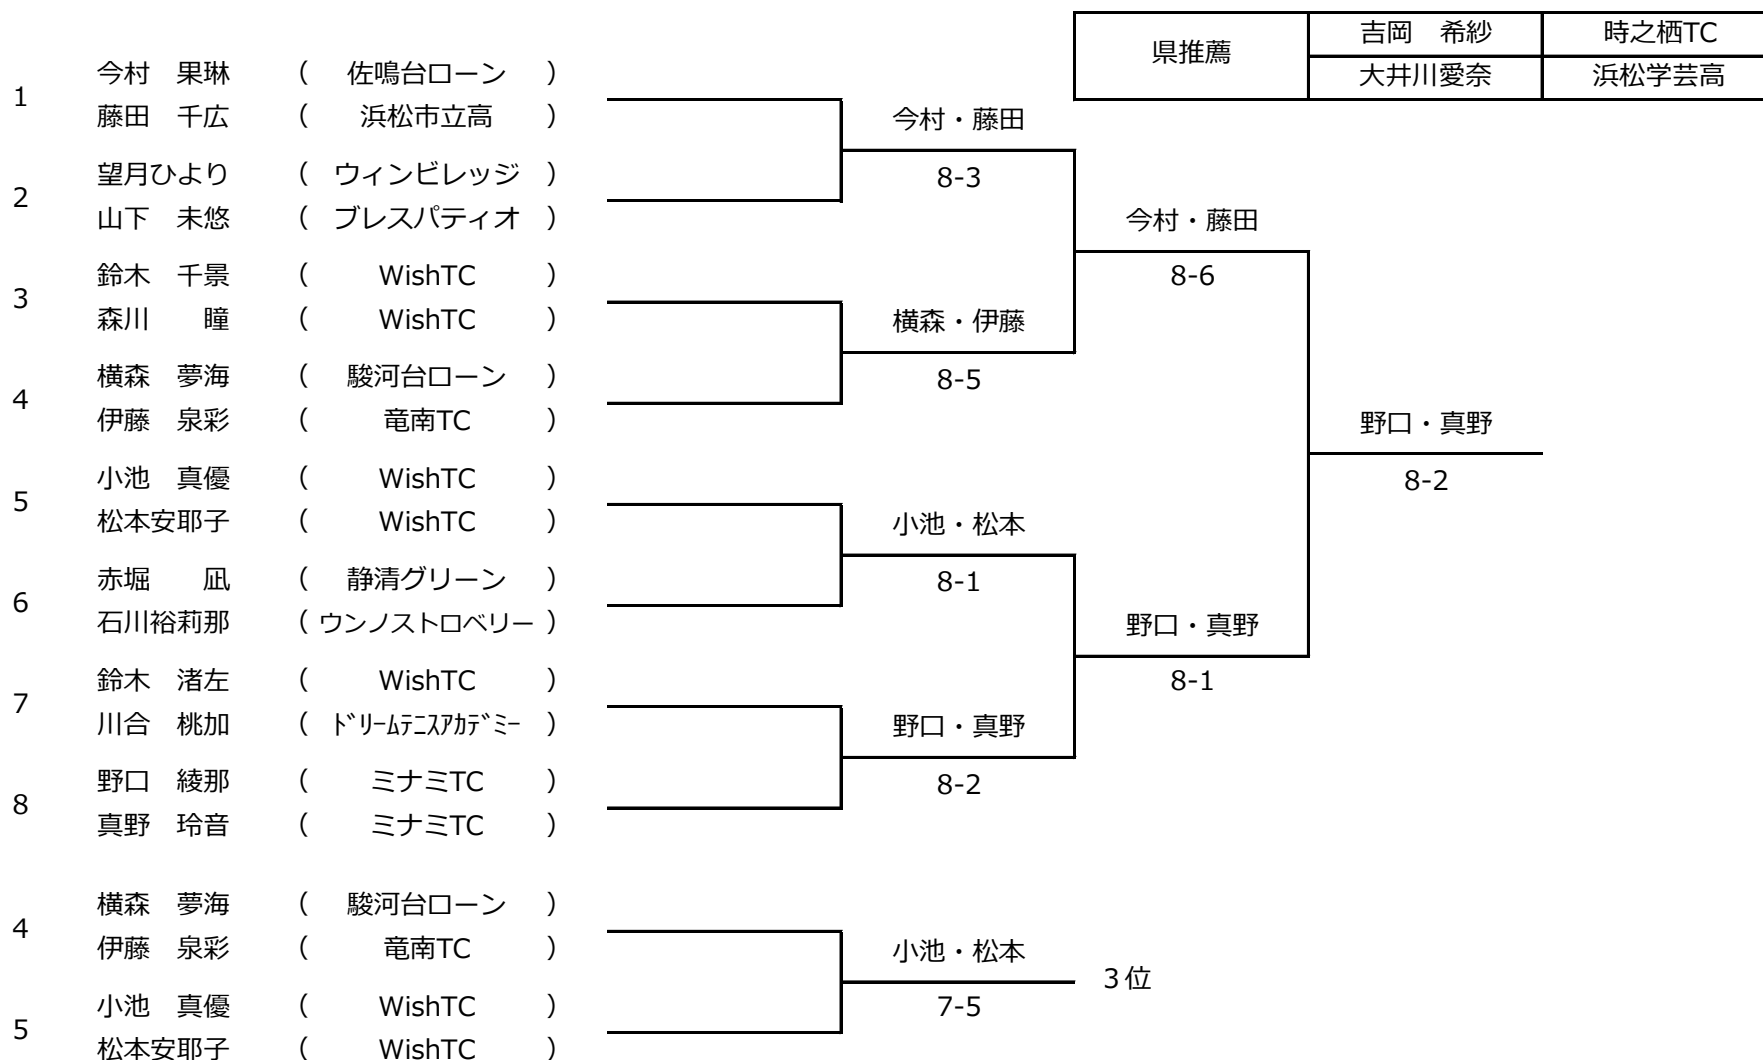 県推薦 吉岡　希紗 時之栖TC
大井川愛奈 浜松学芸高
1 今村　果琳 （ 佐鳴台ローン ）
藤田　千広 （ 浜松市立高 ）
今村・藤田
8-3
2 望月ひより （ ウィンビレッジ ）
山下　未悠 （ ブレスパティオ ）
今村・藤田
8-6
3 鈴木　千景 （ WishTC ）
森川　　瞳 （ WishTC ）
横森・伊藤
8-5
4 横森　夢海 （ 駿河台ローン ）
伊藤　泉彩 （ 竜南TC ）
野口・真野
8-2
5 小池　真優 （ WishTC ）
松本安耶子 （ WishTC ）
小池・松本
8-1
6 赤堀　　凪 （ 静清グリーン ）
石川裕莉那 （ ウンノストロベリー ）
野口・真野
8-1
7 鈴木　渚左 （ WishTC ）
川合　桃加 （ ﾄﾞﾘｰﾑﾃﾆｽｱｶﾃﾞﾐｰ ）
野口・真野
8-2
8 野口　綾那 （ ミナミTC ）
真野　玲音 （ ミナミTC ）
4 横森　夢海 （ 駿河台ローン ）
伊藤　泉彩 （ 竜南TC ）
小池・松本
３位
7-5
5 小池　真優 （ WishTC ）
松本安耶子 （ WishTC ）